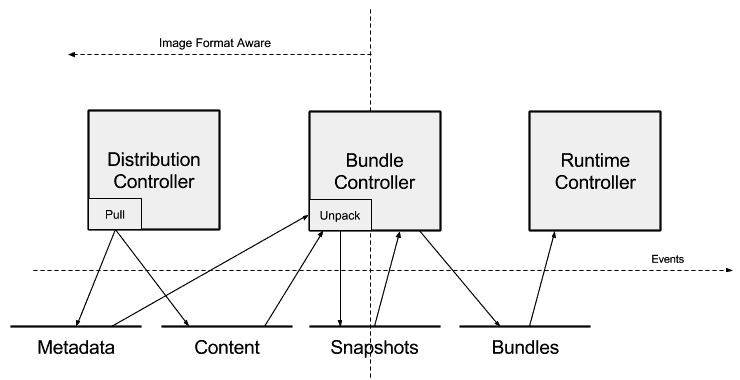 Image Format Aware
Distribution
Controller
Pull
Bundle
Controller
Unpack
Runtime
Controller
Events
Metadata
Content
Snapshots
Bundles